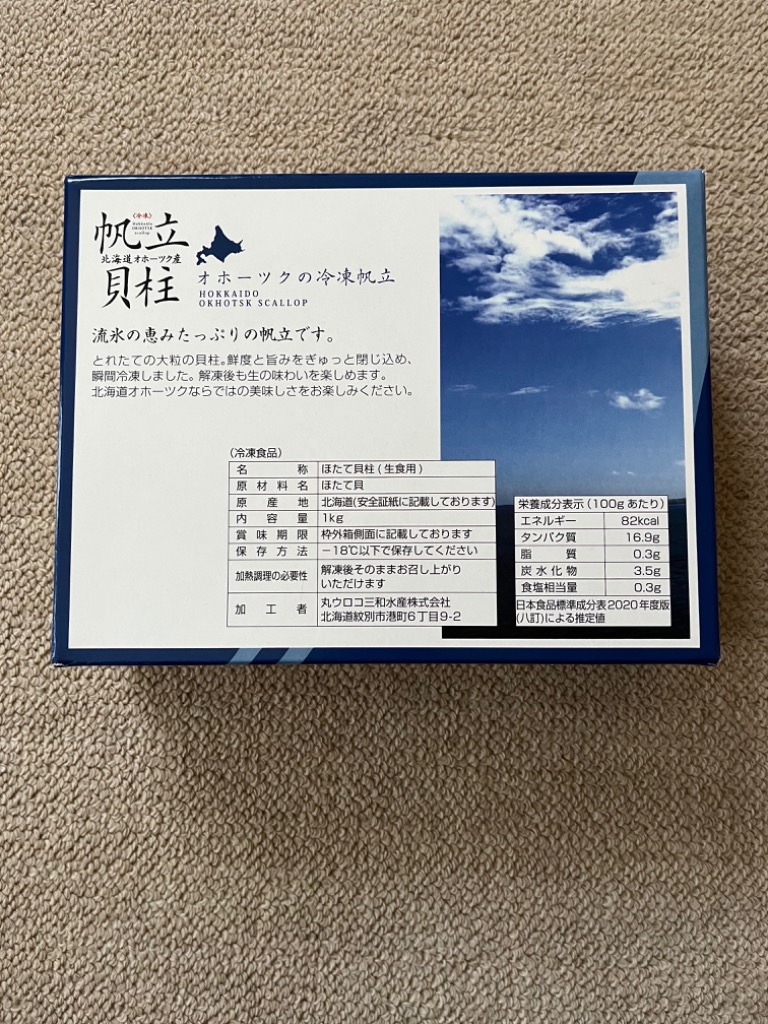 帆立
〈冷凍〉
Hokkaido
OKHOTSK
scallop
北海道オホーツク産
貝柱
オホーツクの冷凍帆立
HOKKAIDO
OKHOTSK SCALLOP
流氷の恵みたっぷりの帆立です。
とれたての大粒の貝柱。鮮度と旨みをぎゅっと閉じ込め、
瞬間冷凍しました。解凍後も生の味わいを楽しめます。
北海道オホーツクならではの美味しさをお楽しみください。
(冷凍食品)
名称 ほたて貝柱(生食用)
原材料名 ほたて貝
原産地 北海道(安全証紙に記載しております)
内容量 1kg
賞味期限 枠外箱側面に記載しております
保存方法 −18℃以下で保存してください
加熱調理の必要性 解凍後そのままお召し上がり
いただけます
加工者 丸ウロコ三和水産株式会社
北海道紋別市港町6丁目9-2
栄養成分表示(100gあたり)
エネルギー 82kcal
タンパク質 16.9g
脂質 0.3g
炭水化物 3.5g
食塩相当量 0.3g
日本食品標準成分表2020年度版
(八訂)による推定値